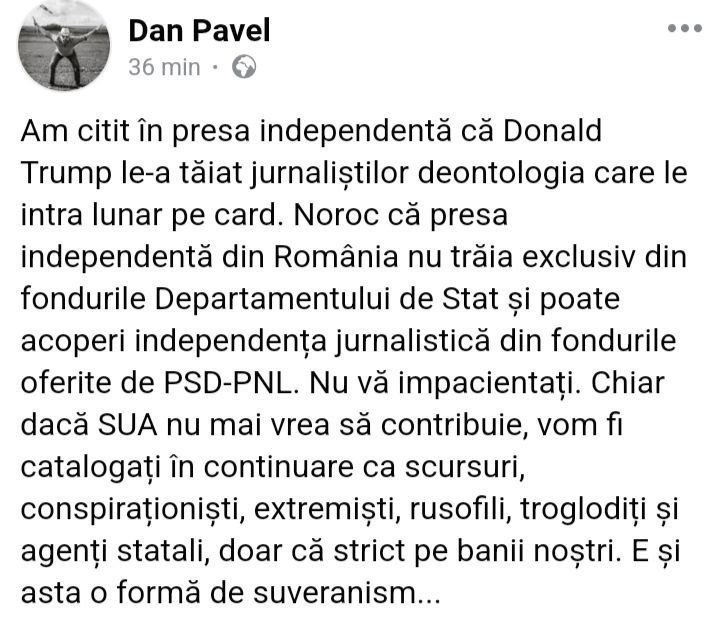 Dan Pavel
36 min ·
Am citit în presa independentă că Donald
Trump le-a tăiat jurnaliștilor deontologia care le
intra lunar pe card. Noroc că presa
independentă din România nu trăia exclusiv din
fondurile Departamentului de Stat și poate
acoperi independența jurnalistică din fondurile
oferite de PSD-PNL. Nu vă impacientați. Chiar
dacă SUA nu mai vrea să contribuie, vom fi
catalogați în continuare ca scursuri,
conspiraționiști, extremiști, rusofili, troglodiți și
agenți statali, doar că strict pe banii noștri. E și
asta o formă de suveranism...